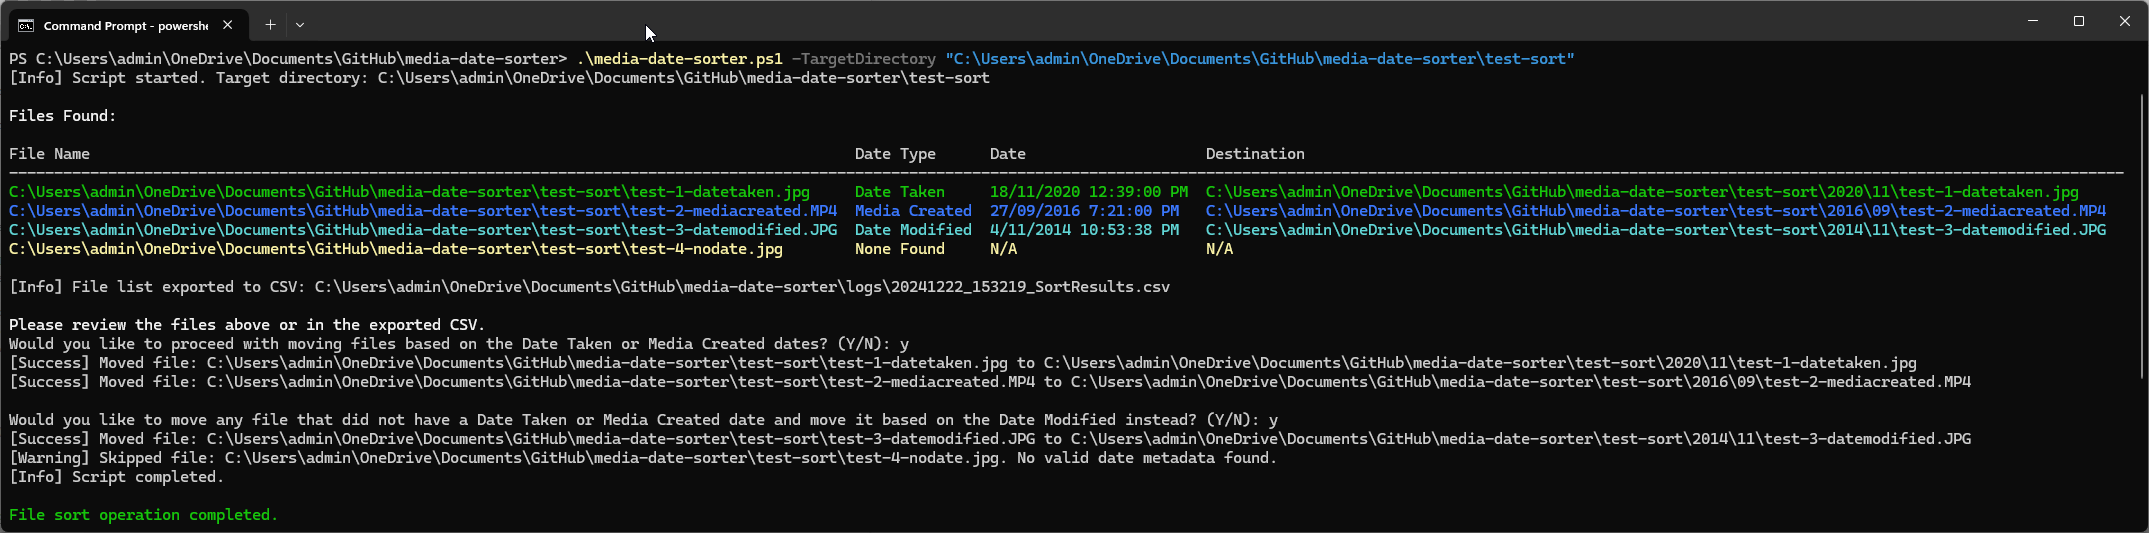 Command Prompt - powershe
PS C:\Users\admin\OneDrive\Documents\GitHub\media-date-sorter> .\media-date-sorter.ps1 -TargetDirectory "C:\Users\admin\OneDrive\Documents\GitHub\media-date-sorter\test-sort"
[Info] Script started. Target directory: C:\Users\admin\OneDrive\Documents\GitHub\media-date-sorter\test-sort
Files Found:
File Name Date Type Date Destination
C:\Users\admin\OneDrive\Documents\GitHub\media-date-sorter\test-sort\test-1-datetaken.jpg Date Taken 18/11/2020 12:39:00 PM C:\Users\admin\OneDrive\Documents\GitHub\media-date-sorter\test-sort\2020\11\test-1-datetaken.jpg
C:\Users\admin\OneDrive\Documents\GitHub\media-date-sorter\test-sort\test-2-mediacreated.MP4 Media Created 27/09/2016 7:21:00 PM C:\Users\admin\OneDrive\Documents\GitHub\media-date-sorter\test-sort\2016\09\test-2-mediacreated.MP4
C:\Users\admin\OneDrive\Documents\GitHub\media-date-sorter\test-sort\test-3-datemodified.JPG Date Modified 4/11/2014 10:53:38 PM C:\Users\admin\OneDrive\Documents\GitHub\media-date-sorter\test-sort\2014\11\test-3-datemodified.JPG
C:\Users\admin\OneDrive\Documents\GitHub\media-date-sorter\test-sort\test-4-nodate.jpg None Found N/A N/A
[Info] File list exported to CSV: C:\Users\admin\OneDrive\Documents\GitHub\media-date-sorter\logs\20241222_153219_SortResults.csv
Please review the files above or in the exported CSV.
Would you like to proceed with moving files based on the Date Taken or Media Created dates? (Y/N): y
[Success] Moved file: C:\Users\admin\OneDrive\Documents\GitHub\media-date-sorter\test-sort\test-1-datetaken.jpg to C:\Users\admin\OneDrive\Documents\GitHub\media-date-sorter\test-sort\2020\11\test-1-datetaken.jpg
[Success] Moved file: C:\Users\admin\OneDrive\Documents\GitHub\media-date-sorter\test-sort\test-2-mediacreated.MP4 to C:\Users\admin\OneDrive\Documents\GitHub\media-date-sorter\test-sort\2016\09\test-2-mediacreated.MP4
Would you like to move any file that did not have a Date Taken or Media Created date and move it based on the Date Modified instead? (Y/N): y
[Success] Moved file: C:\Users\admin\OneDrive\Documents\GitHub\media-date-sorter\test-sort\test-3-datemodified.JPG to C:\Users\admin\OneDrive\Documents\GitHub\media-date-sorter\test-sort\2014\11\test-3-datemodified.JPG
[Warning] Skipped file: C:\Users\admin\OneDrive\Documents\GitHub\media-date-sorter\test-sort\test-4-nodate.jpg. No valid date metadata found.
[Info] Script completed.
File sort operation completed.